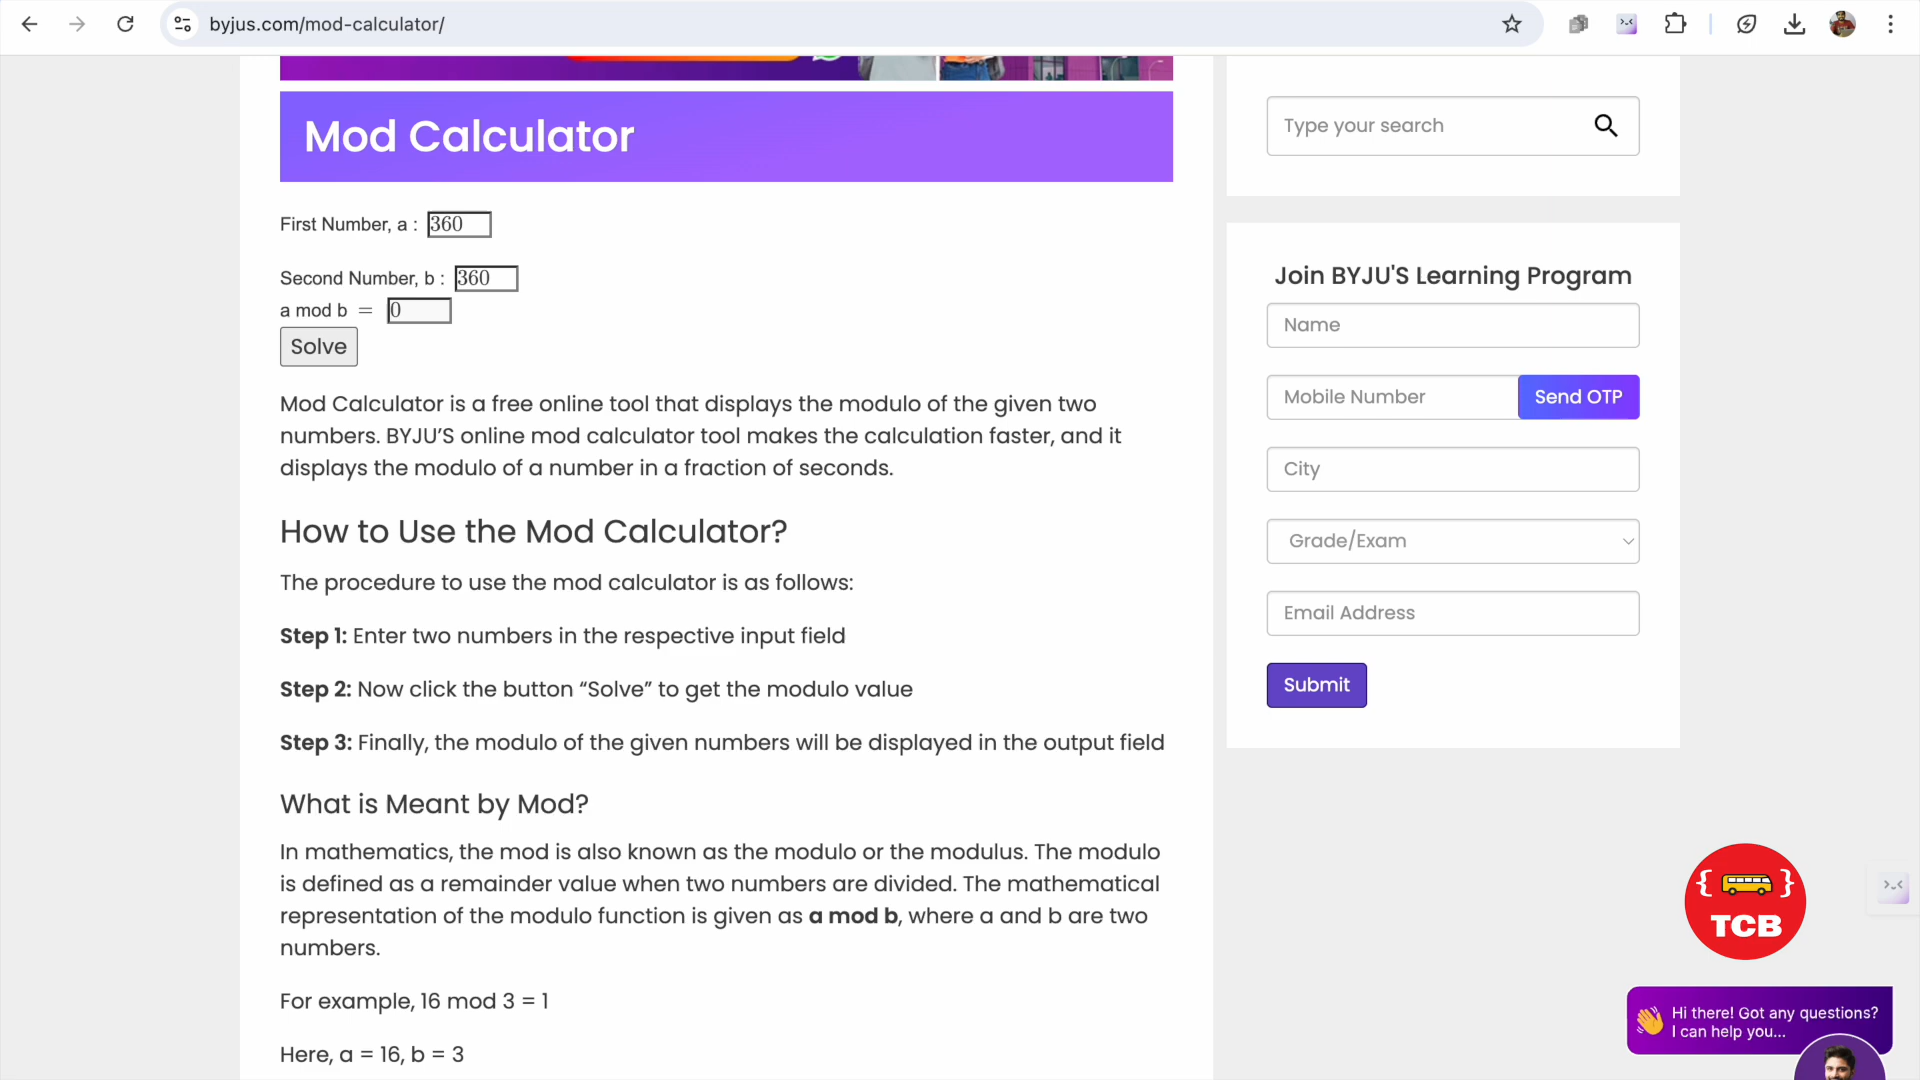 byjus.com/mod-calculator/
Mod Calculator
First Number, a : 360
Second Number, b : 360
a mod b = 0
Solve
Mod Calculator is a free online tool that displays the modulo of the given two
numbers. BYJU’S online mod calculator tool makes the calculation faster, and it
displays the modulo of a number in a fraction of seconds.
How to Use the Mod Calculator?
The procedure to use the mod calculator is as follows:
Step 1: Enter two numbers in the respective input field
Step 2: Now click the button “Solve” to get the modulo value
Step 3: Finally, the modulo of the given numbers will be displayed in the output field
What is Meant by Mod?
In mathematics, the mod is also known as the modulo or the modulus. The modulo
is defined as a remainder value when two numbers are divided. The mathematical
representation of the modulo function is given as a mod b, where a and b are two
numbers.
For example, 16 mod 3 = 1
Here, a = 16, b = 3
Type your search
Join BYJU'S Learning Program
Name
Mobile Number
Send OTP
City
Grade/Exam
Email Address
Submit
{ }
TCB
Hi there! Got any questions?
I can help you...